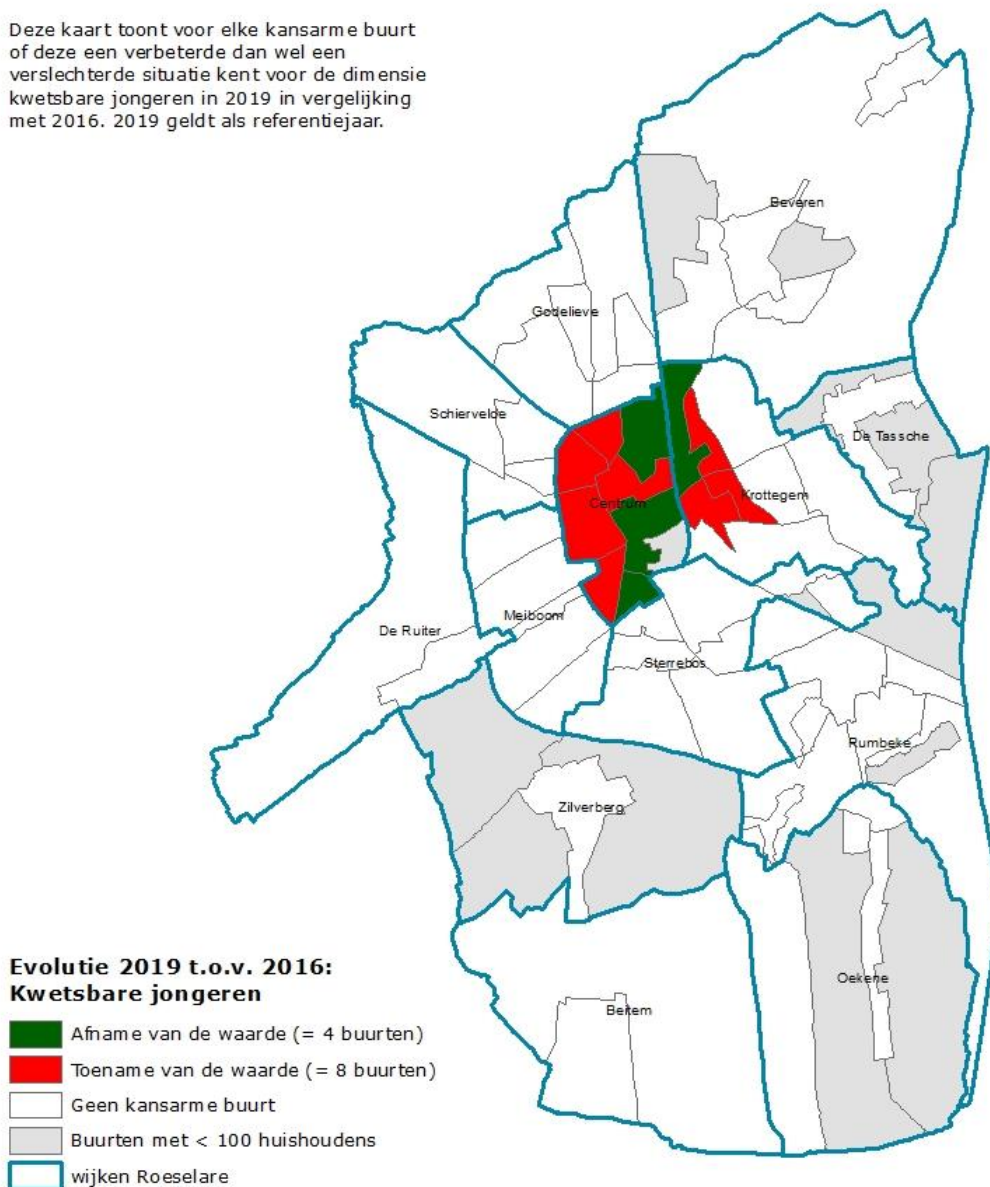 Deze kaart toont voor elke kansarme buurt
of deze een verbeterde dan wel een
verslechterde situatie kent voor de dimensie
kwetsbare jongeren in 2019 in vergelijking
met 2016. 2019 geldt als referentiejaar.
Beveren
Godelieve
Schiervelde
De Tassche
Krottegem
Centrum
Meiboom
De Ruiter
Sterrebos
Rumbeke
Zilverberg
Oekene
Beitem
Evolutie 2019 t.o.v. 2016:
Kwetsbare jongeren
Afname van de waarde (= 4 buurten)
Toename van de waarde (= 8 buurten)
Geen kansarme buurt
Buurten met < 100 huishoudens
wijken Roeselare